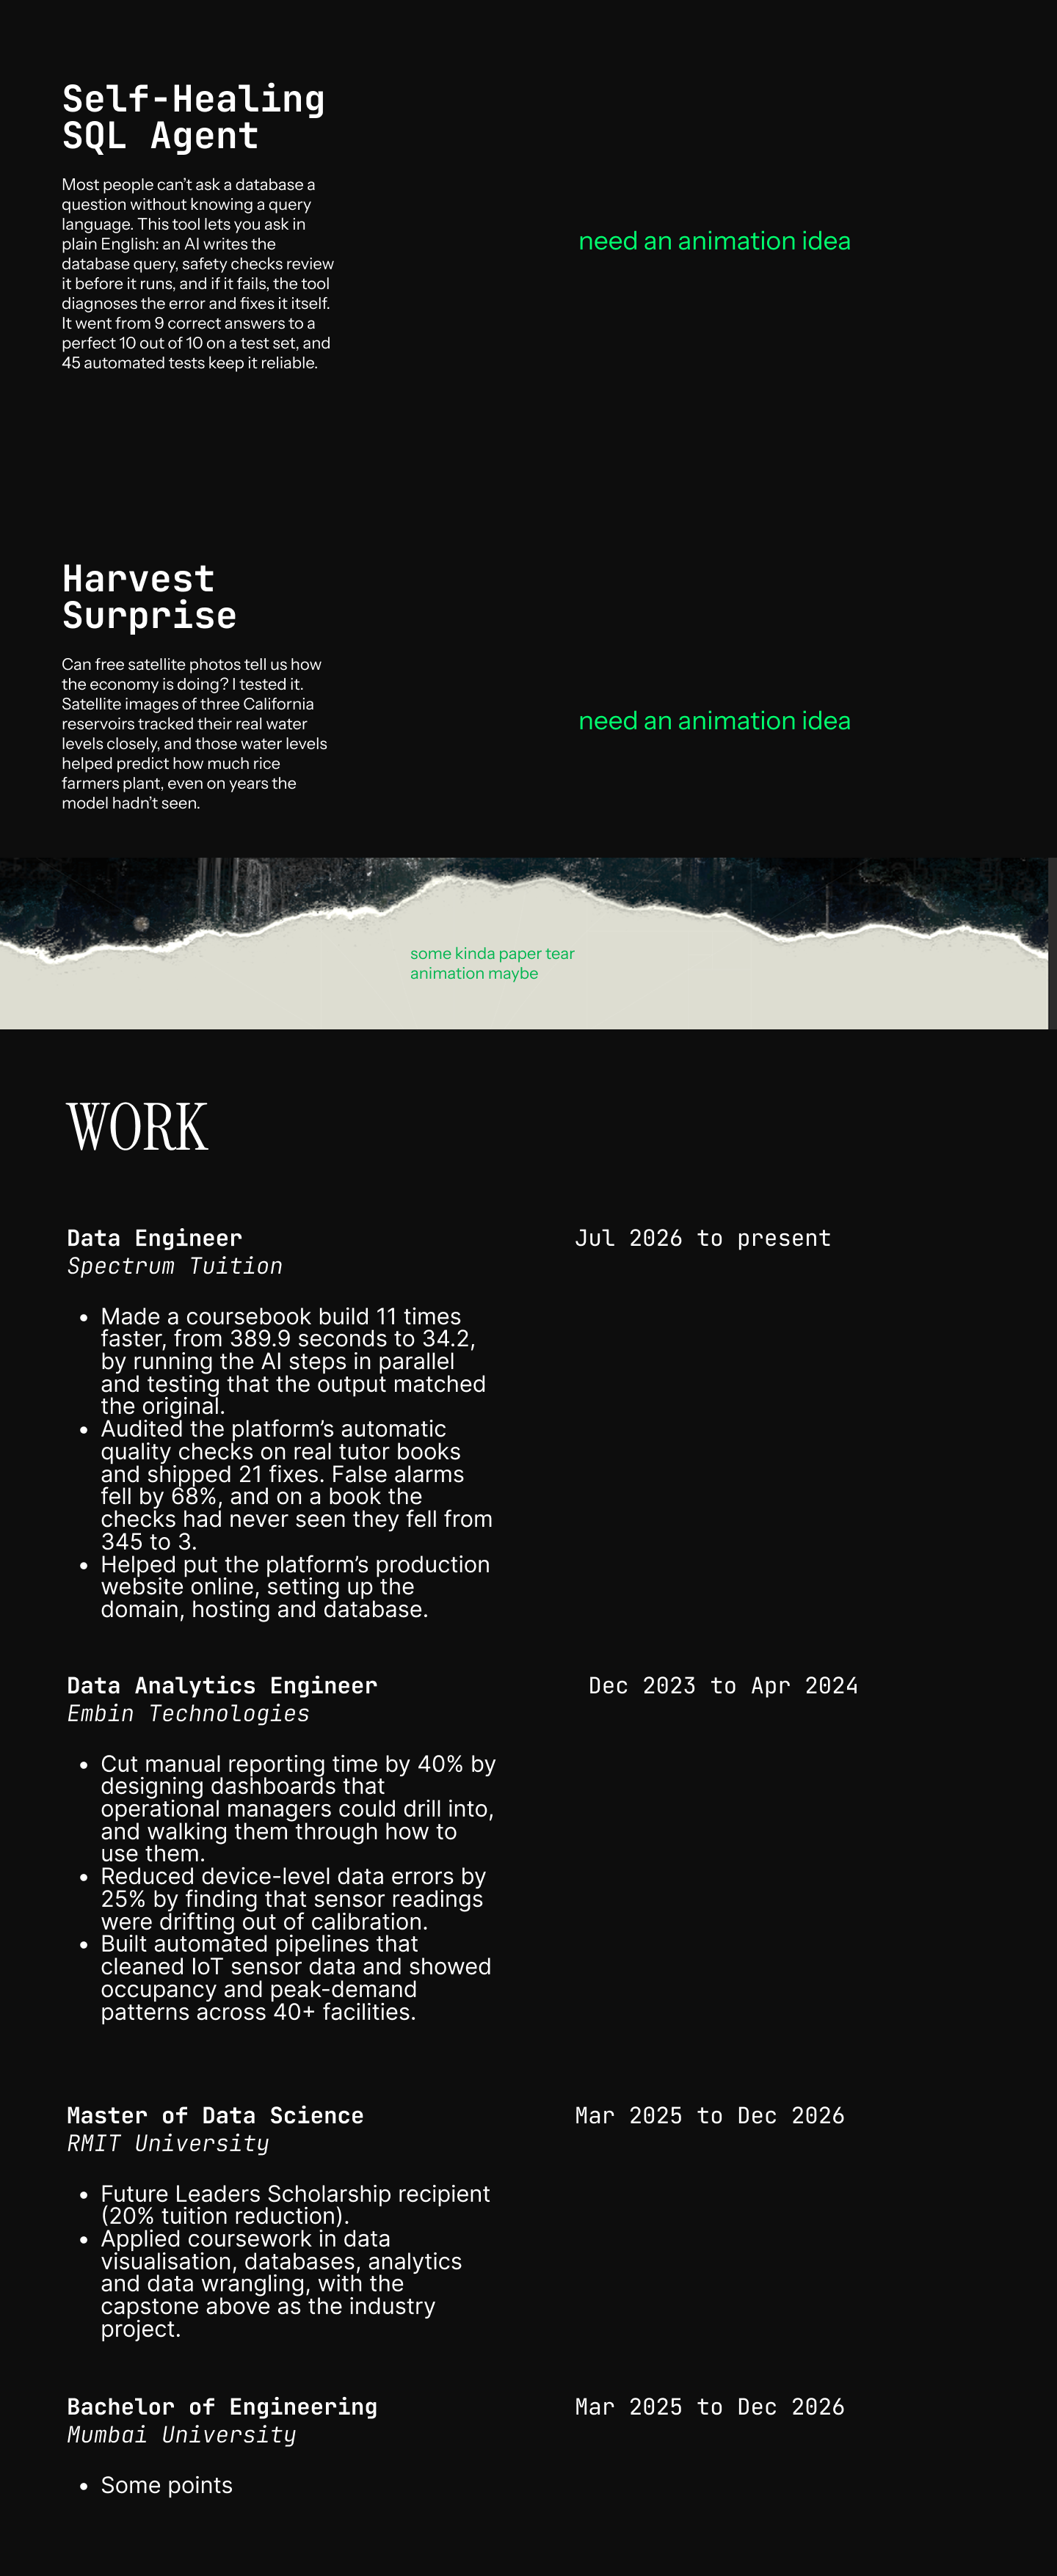 Self-Healing
SQL Agent
Most people can’t ask a database a
question without knowing a query
language. This tool lets you ask in
plain English: an AI writes the
database query, safety checks review
it before it runs, and if it fails, the tool
diagnoses the error and fixes it itself.
It went from 9 correct answers to a
perfect 10 out of 10 on a test set, and
45 automated tests keep it reliable.
need an animation idea
Harvest
Surprise
Can free satellite photos tell us how
the economy is doing? I tested it.
Satellite images of three California
reservoirs tracked their real water
levels closely, and those water levels
helped predict how much rice
farmers plant, even on years the
model hadn’t seen.
need an animation idea
some kinda paper tear
animation maybe
WORK
Data Engineer
Spectrum Tuition
Jul 2026 to present
• Made a coursebook build 11 times
faster, from 389.9 seconds to 34.2,
by running the AI steps in parallel
and testing that the output matched
the original.
• Audited the platform’s automatic
quality checks on real tutor books
and shipped 21 fixes. False alarms
fell by 68%, and on a book the
checks had never seen they fell from
345 to 3.
• Helped put the platform’s production
website online, setting up the
domain, hosting and database.
Data Analytics Engineer
Embin Technologies
Dec 2023 to Apr 2024
• Cut manual reporting time by 40% by
designing dashboards that
operational managers could drill into,
and walking them through how to
use them.
• Reduced device-level data errors by
25% by finding that sensor readings
were drifting out of calibration.
• Built automated pipelines that
cleaned IoT sensor data and showed
occupancy and peak-demand
patterns across 40+ facilities.
Master of Data Science
RMIT University
Mar 2025 to Dec 2026
• Future Leaders Scholarship recipient
(20% tuition reduction).
• Applied coursework in data
visualisation, databases, analytics
and data wrangling, with the
capstone above as the industry
project.
Bachelor of Engineering
Mumbai University
Mar 2025 to Dec 2026
• Some points